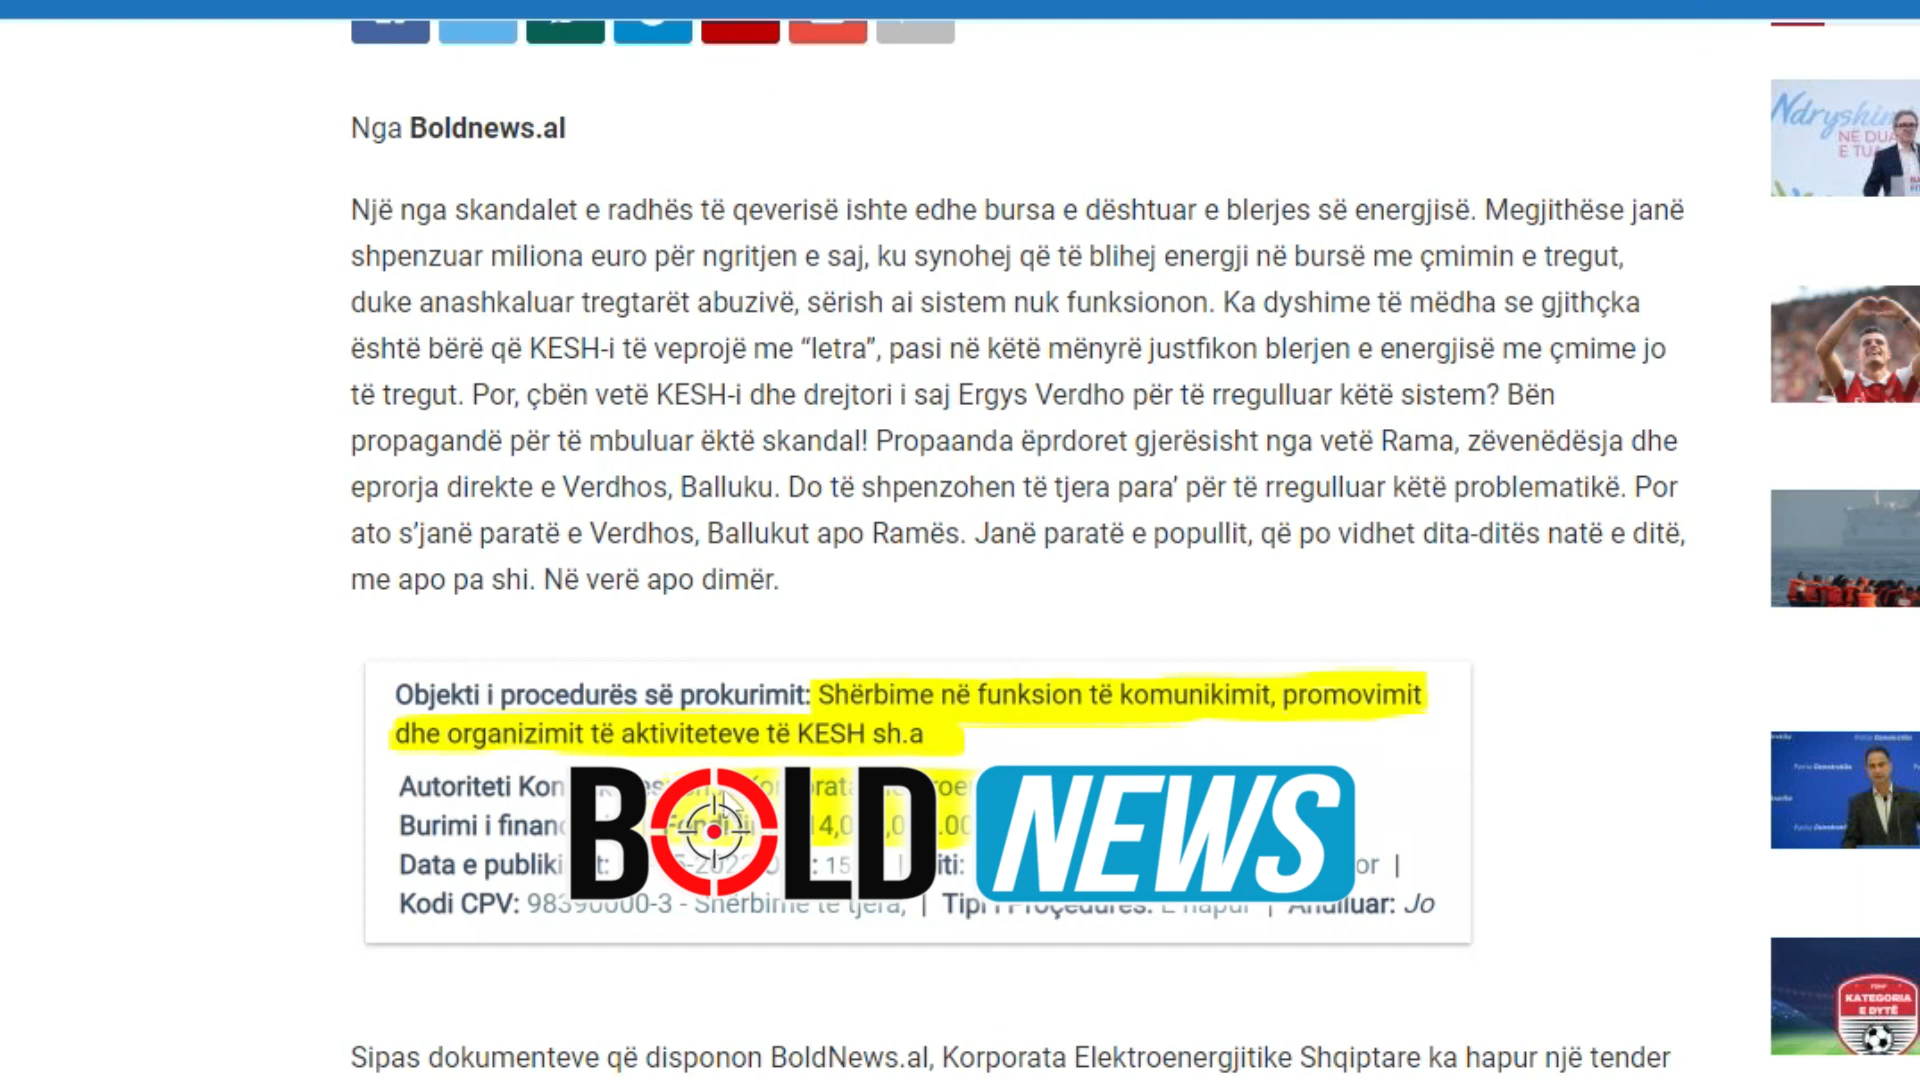 Nga Boldnews.al
Një nga skandalet e radhës të qeverisë ishte edhe bursa e dështuar e blerjes së energjisë. Megjithëse janë
shpenzuar miliona euro për ngritjen e saj, ku synohej që të blihej energji në bursë me çmimin e tregut,
duke anashkaluar tregtarët abuzivë, sërish ai sistem nuk funksionon. Ka dyshime të mëdha se gjithçka
është bërë që KESH-i të veprojë me “letra”, pasi në këtë mënyrë justfikon blerjen e energjisë me çmime jo
të tregut. Por, çbën vetë KESH-i dhe drejtori i saj Ergys Verdho për të rregulluar këtë sistem? Bën
propagandë për të mbuluar ëktë skandal! Propaanda ëprdoret gjerësisht nga vetë Rama, zëvenëdësja dhe
eprorja direkte e Verdhos, Balluku. Do të shpenzohen të tjera para’ për të rregulluar këtë problematikë. Por
ato s’janë paratë e Verdhos, Ballukut apo Ramës. Janë paratë e popullit, që po vidhet dita-ditës natë e ditë,
me apo pa shi. Në verë apo dimër.
Objekti i procedurës së prokurimit: Shërbime në funksion të komunikimit, promovimit
dhe organizimit të aktiviteteve të KESH sh.a
Autoriteti
Burimi i
Data e
Kodi CPV: 98390000-3 - Shërbime të tjera, | Tipi i Procedurës: E hapur | Anulluar: Jo
BOLD NEWS
Sipas dokumenteve që disponon BoldNews.al, Korporata Elektroenergjitike Shqiptare ka hapur një tender
NË DUA
E TUA
KATEGORIA
E DYTË